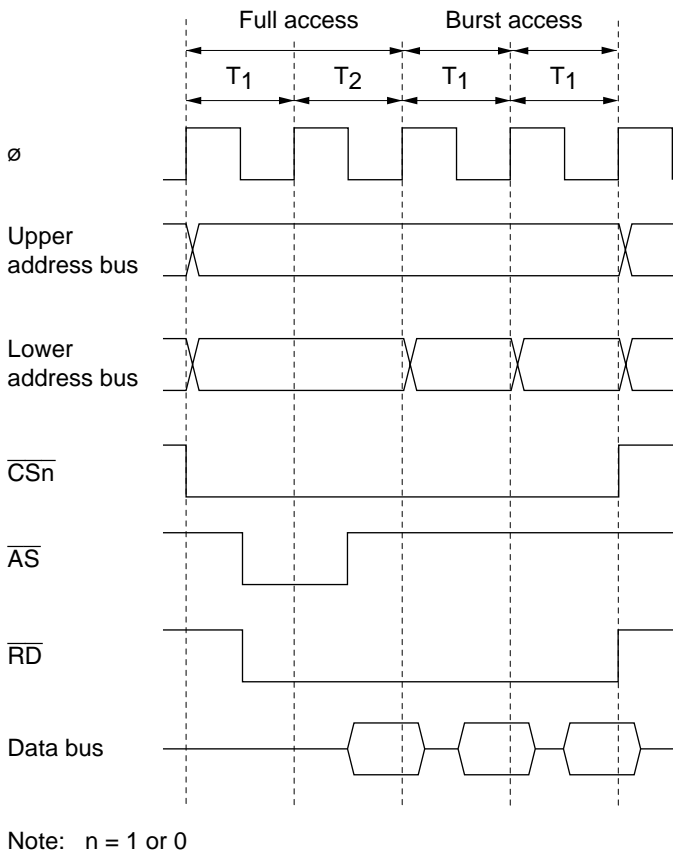 Full access Burst access
T1 T2 T1 T1
ø
Upper
address bus
Lower
address bus
CSn
AS
RD
Data bus
Note: n = 1 or 0